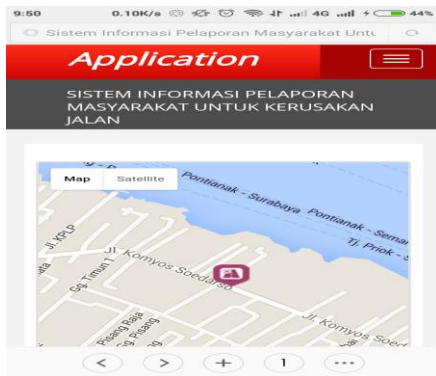 9:50 0.10K/s 4G 44%
Sistem Informasi Pelaporan Masyarakat Untu
Application
SISTEM INFORMASI PELAPORAN
MASYARAKAT UNTUK KERUSAKAN
JALAN
Map Satellite
Pontianak - Surabaya
Pontianak - Semar
Tj. Priok - S
Jl. KPLP
Jl. Komyos Soedarso
Gg. Timun 1
Jl. Komyos Soed
Pisang Raja
Gg. Pisang
1